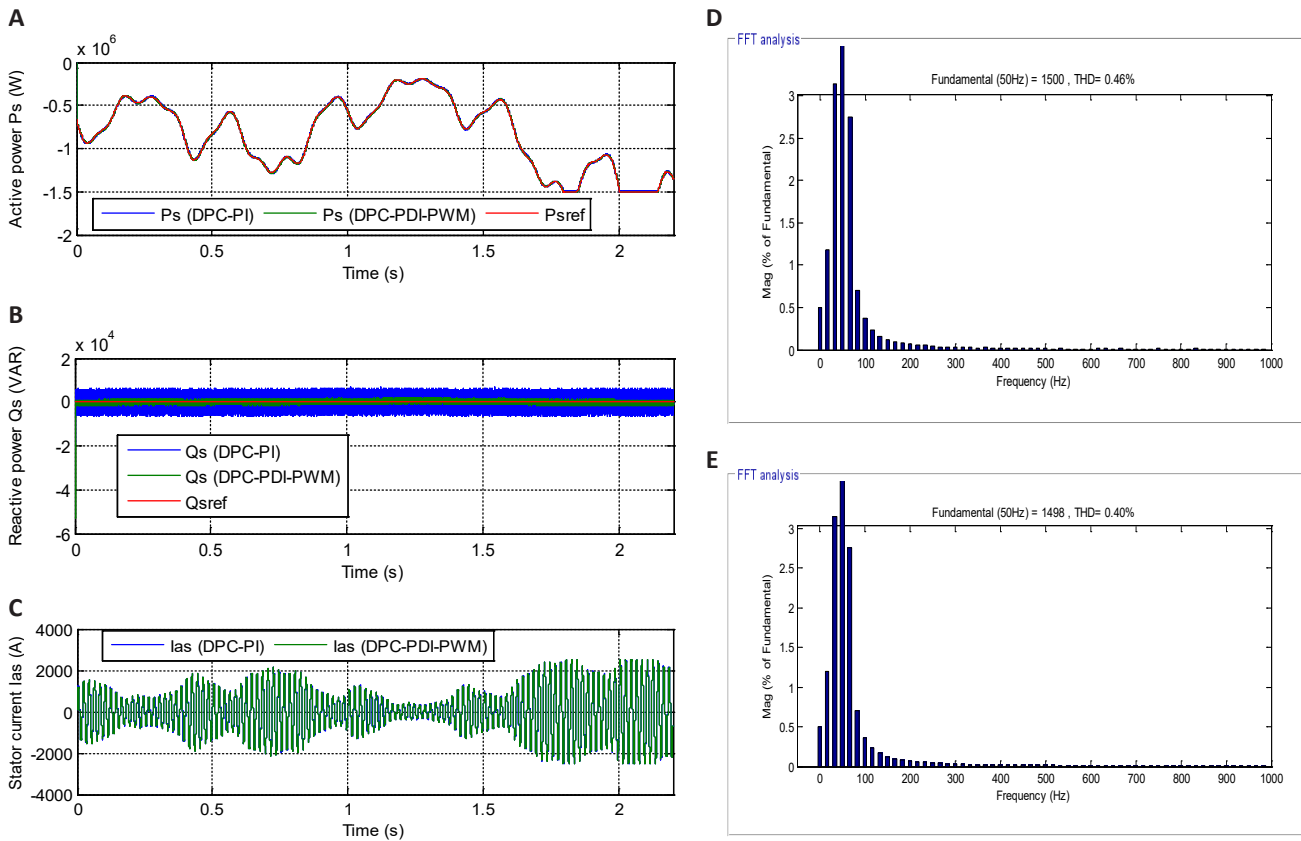 A
x 10^6
Active power Ps (W)
0
-0.5
-1
-1.5
-2
Ps (DPC-PI)
Ps (DPC-PDI-PWM)
Psref
0
0.5
1
1.5
2
Time (s)
B
x 10^4
Reactive power Qs (VAR)
2
0
-2
-4
-6
Qs (DPC-PI)
Qs (DPC-PDI-PWM)
Qsref
0
0.5
1
1.5
2
Time (s)
C
Stator current Ias (A)
4000
2000
0
-2000
-4000
Ias (DPC-PI)
Ias (DPC-PDI-PWM)
0
0.5
1
1.5
2
Time (s)
D
FFT analysis
Fundamental (50Hz) = 1500 , THD= 0.46%
Mag (% of Fundamental)
3
2.5
2
1.5
1
0.5
0
0
100
200
300
400
500
600
700
800
900
1000
Frequency (Hz)
E
FFT analysis
Fundamental (50Hz) = 1498 , THD= 0.40%
Mag (% of Fundamental)
3
2.5
2
1.5
1
0.5
0
0
100
200
300
400
500
600
700
800
900
1000
Frequency (Hz)